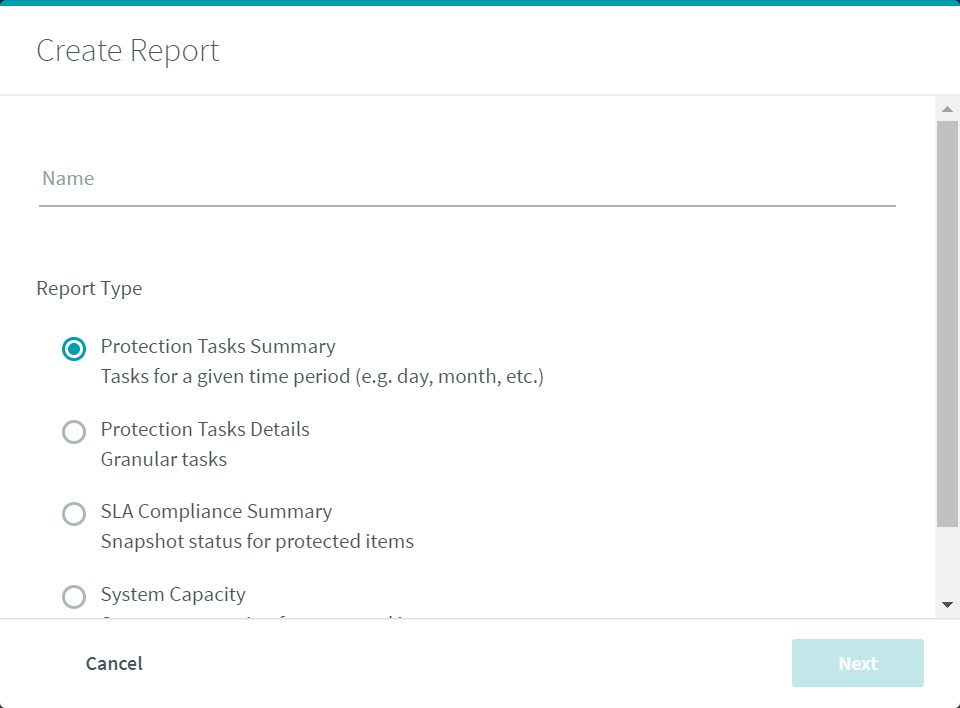 Create Report
Name
Report Type
Protection Tasks Summary
Tasks for a given time period (e.g. day, month, etc.)
Protection Tasks Details
Granular tasks
SLA Compliance Summary
Snapshot status for protected items
System Capacity
Cancel
Next